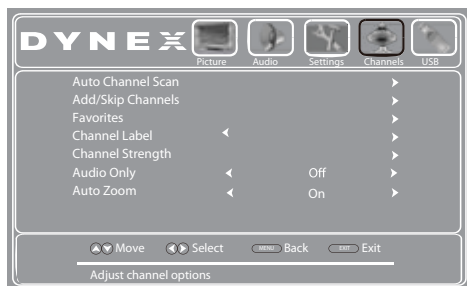 DYNEX
Picture Audio Settings Channels USB
Auto Channel Scan
Add/Skip Channels
Favorites
Channel Label
Channel Strength
Audio Only Off
Auto Zoom On
Move Select MENU Back EXIT Exit
Adjust channel options